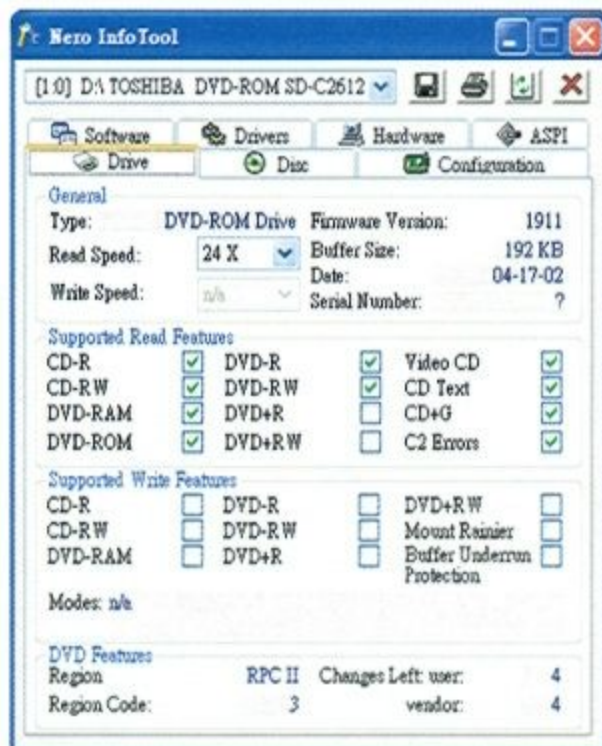 Nero InfoTool
[1:0] D:\ TOSHIBA DVD-ROM SD-C2612
Software Drivers Hardware ASPI
Drive Disc Configuration
General
Type: DVD-ROM Drive Firmware Version: 1911
Read Speed: 24 X Buffer Size: 192 KB
Date: 04-17-02
Write Speed: n/a Serial Number: ?
Supported Read Features
CD-R DVD-R Video CD
CD-RW DVD-RW CD Text
DVD-RAM DVD+R CD+G
DVD-ROM DVD+RW C2 Errors
Supported Write Features
CD-R DVD-R DVD+RW
CD-RW DVD-RW Mount Rainier
DVD-RAM DVD+R Buffer Underrun
Protection
Modes: n/a
DVD Features
Region RPC II Changes Left: user: 4
Region Code: 3 vendor: 4